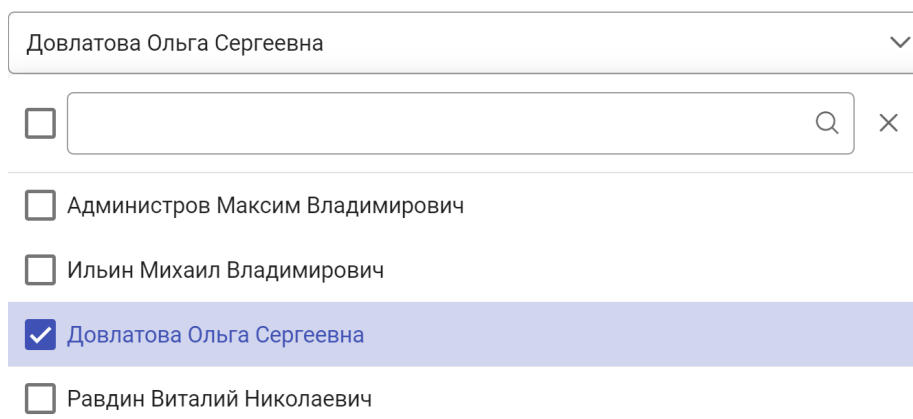 Довлатова Ольга Сергеевна
Администров Максим Владимирович
Ильин Михаил Владимирович
Довлатова Ольга Сергеевна
Равдин Виталий Николаевич